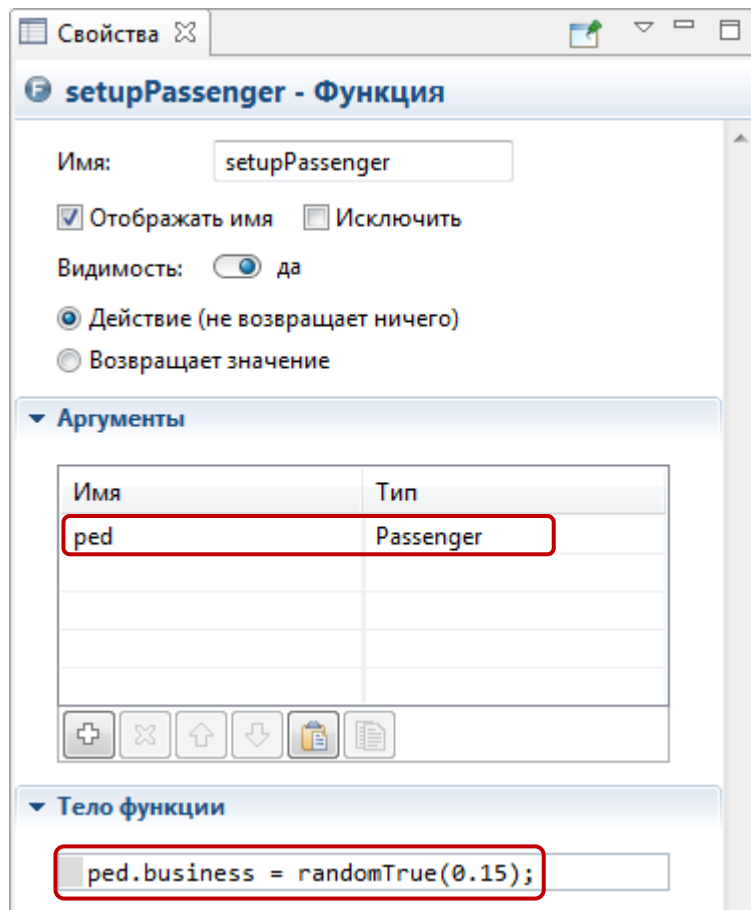 Свойства
setupPassenger - Функция
Имя: setupPassenger
Отображать имя Исключить
Видимость: да
Действие (не возвращает ничего)
Возвращает значение
Аргументы
Имя Тип
ped Passenger
Тело функции
ped.business = randomTrue(0.15);